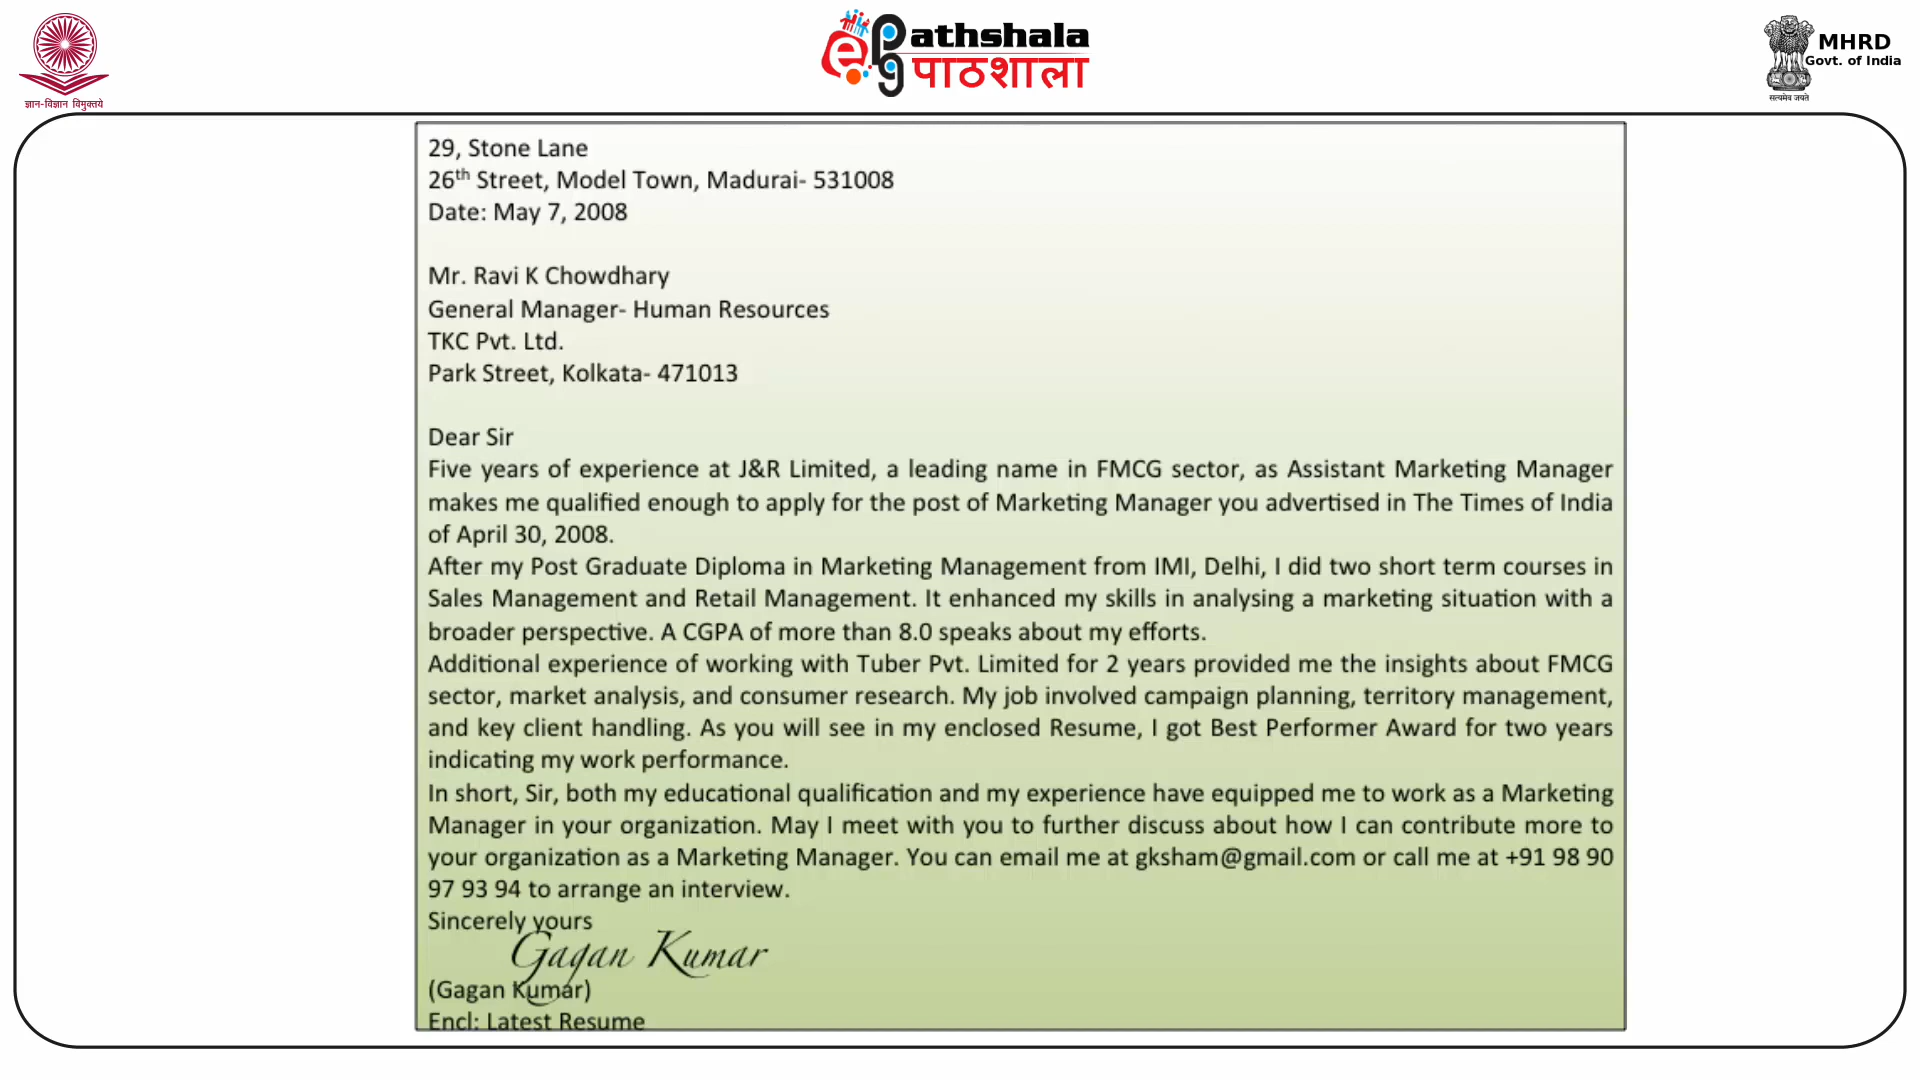 ज्ञान-विज्ञान विमुक्तये
ePathshala
पाठशाला
MHRD
Govt. of India
सत्यमेव जयते
29, Stone Lane
26th Street, Model Town, Madurai- 531008
Date: May 7, 2008
Mr. Ravi K Chowdhary
General Manager- Human Resources
TKC Pvt. Ltd.
Park Street, Kolkata- 471013
Dear Sir
Five years of experience at J&R Limited, a leading name in FMCG sector, as Assistant Marketing Manager
makes me qualified enough to apply for the post of Marketing Manager you advertised in The Times of India
of April 30, 2008.
After my Post Graduate Diploma in Marketing Management from IMI, Delhi, I did two short term courses in
Sales Management and Retail Management. It enhanced my skills in analysing a marketing situation with a
broader perspective. A CGPA of more than 8.0 speaks about my efforts.
Additional experience of working with Tuber Pvt. Limited for 2 years provided me the insights about FMCG
sector, market analysis, and consumer research. My job involved campaign planning, territory management,
and key client handling. As you will see in my enclosed Resume, I got Best Performer Award for two years
indicating my work performance.
In short, Sir, both my educational qualification and my experience have equipped me to work as a Marketing
Manager in your organization. May I meet with you to further discuss about how I can contribute more to
your organization as a Marketing Manager. You can email me at gksham@gmail.com or call me at +91 98 90
97 93 94 to arrange an interview.
Sincerely yours
Gagan Kumar
(Gagan Kumar)
Encl: Latest Resume